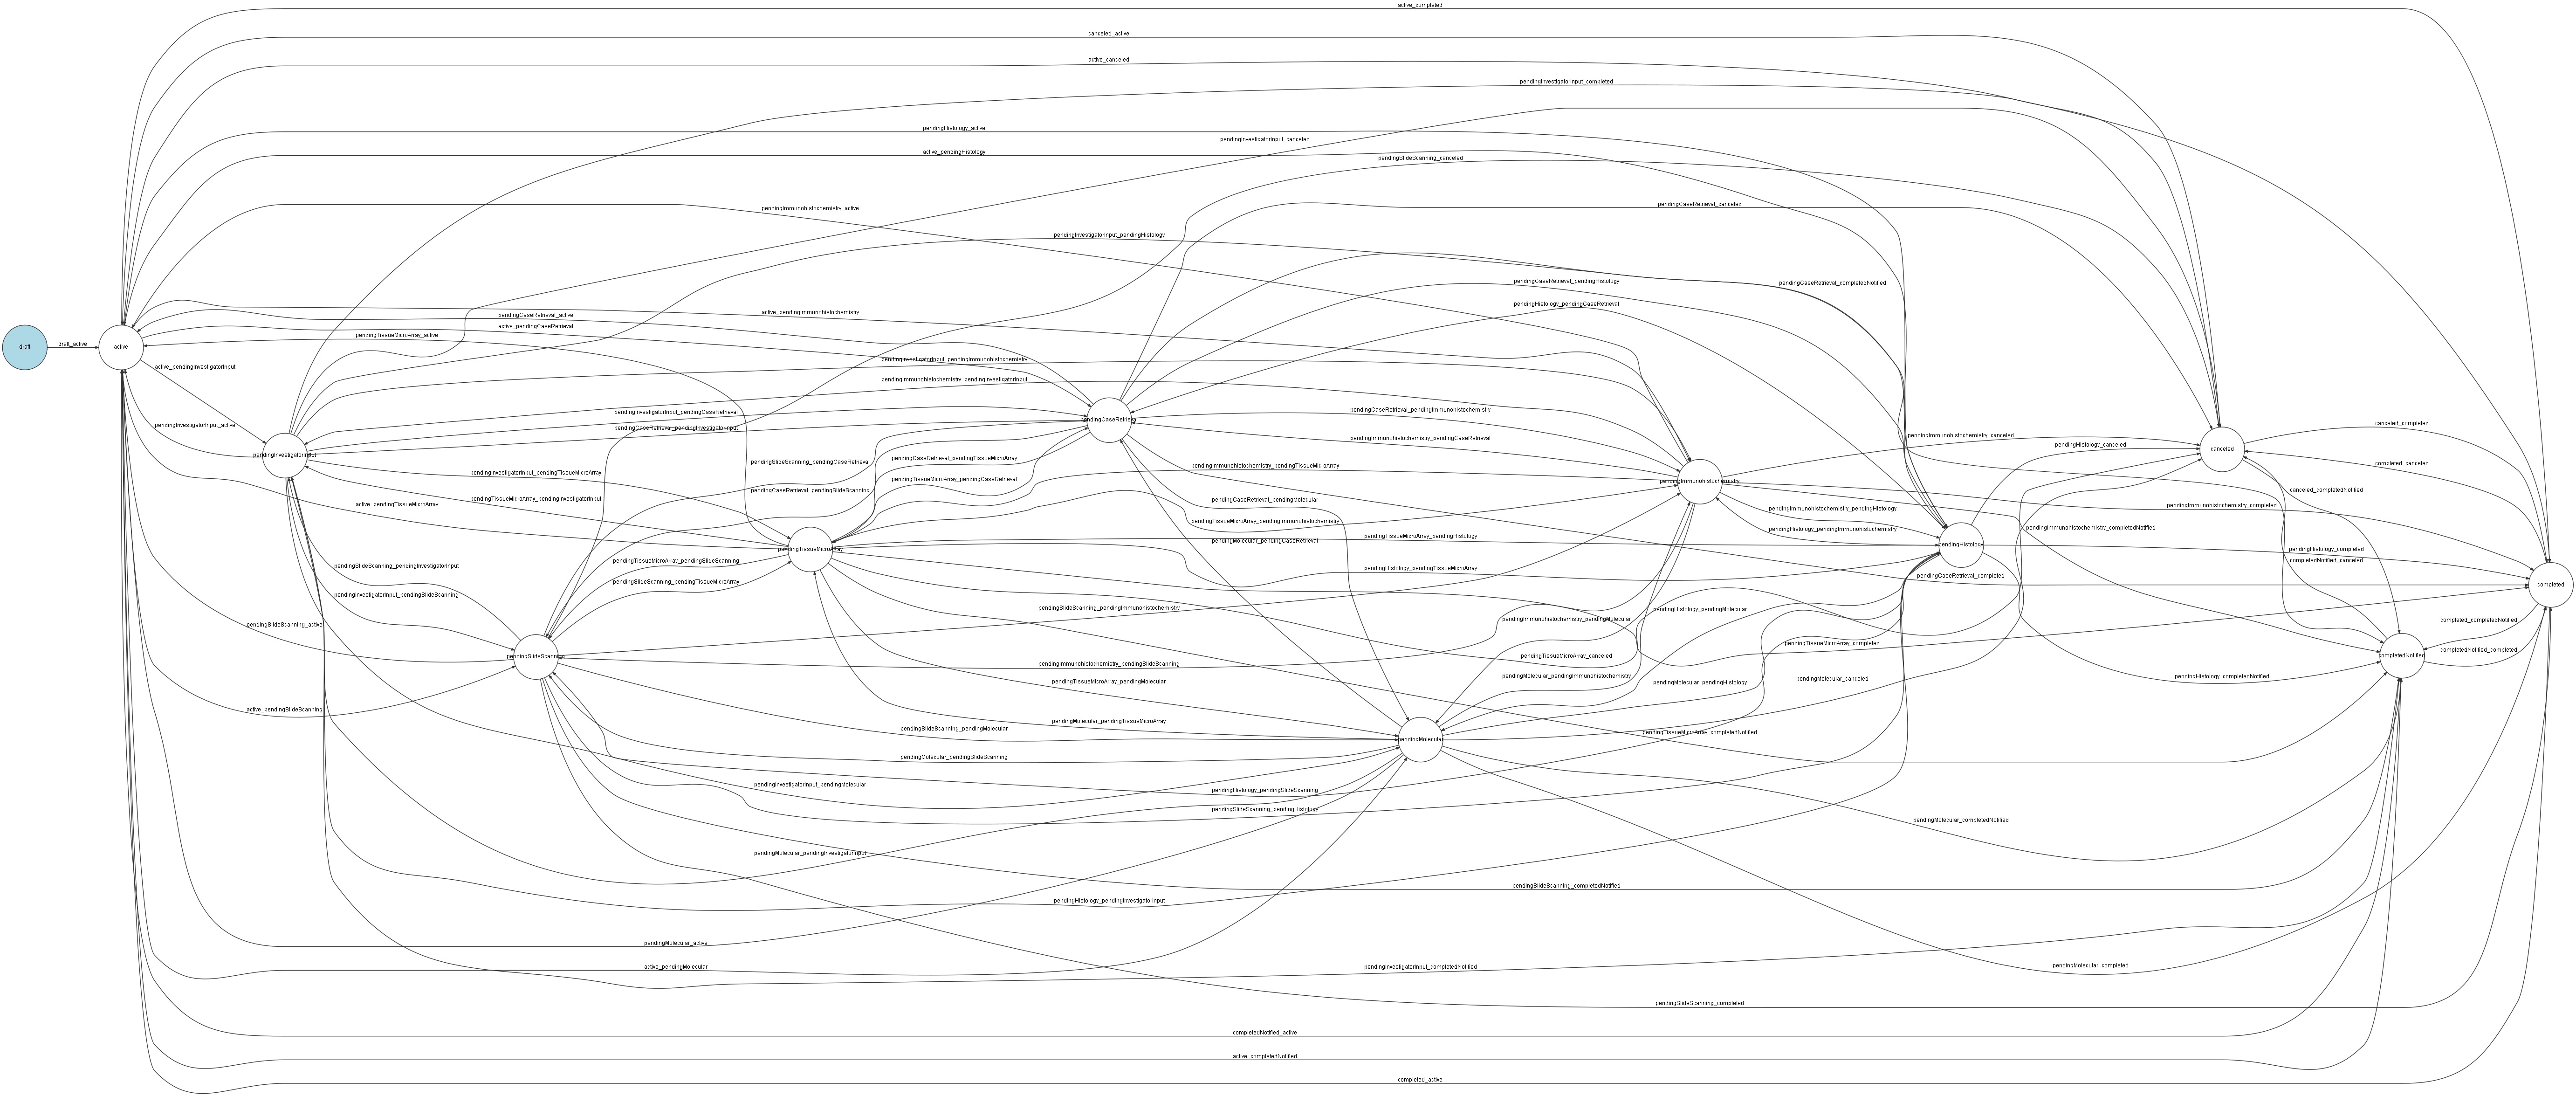 active_completed
canceled_active
active_canceled
pendingInvestigatorInput_completed
pendingHistology_active
pendingInvestigatorInput_canceled
active_pendingHistology
pendingSlideScanning_canceled
pendingCaseRetrieval_canceled
pendingImmunohistochemistry_active
pendingInvestigatorInput_pendingHistology
pendingCaseRetrieval_pendingHistology
pendingCaseRetrieval_completedNotified
pendingHistology_pendingCaseRetrieval
active_pendingImmunohistochemistry
pendingCaseRetrieval_active
active_pendingCaseRetrieval
pendingTissueMicroArray_active
draft
draft_active
active
pendingInvestigatorInput_pendingImmunohistochemistry
active_pendingInvestigatorInput
pendingImmunohistochemistry_pendingInvestigatorInput
pendingInvestigatorInput_pendingCaseRetrieval
pendingCaseRetrieval_pendingImmunohistochemistry
pendingCaseRetrieval
pendingInvestigatorInput_active
pendingCaseRetrieval_pendingInvestigatorInput
canceled_completed
pendingImmunohistochemistry_canceled
pendingImmunohistochemistry_pendingCaseRetrieval
pendingHistology_canceled
canceled
pendingInvestigatorInput
pendingCaseRetrieval_pendingTissueMicroArray
pendingSlideScanning_pendingCaseRetrieval
completed_canceled
pendingImmunohistochemistry_pendingTissueMicroArray
pendingInvestigatorInput_pendingTissueMicroArray
pendingTissueMicroArray_pendingCaseRetrieval
pendingImmunohistochemistry
pendingCaseRetrieval_pendingSlideScanning
canceled_completedNotified
pendingTissueMicroArray_pendingInvestigatorInput
pendingCaseRetrieval_pendingMolecular
active_pendingTissueMicroArray
pendingImmunohistochemistry_completed
pendingImmunohistochemistry_pendingHistology
pendingTissueMicroArray_pendingImmunohistochemistry
pendingHistology_pendingImmunohistochemistry
pendingImmunohistochemistry_completedNotified
pendingTissueMicroArray_pendingHistology
pendingMolecular_pendingCaseRetrieval
pendingHistology
pendingTissueMicroArray
pendingHistology_completed
pendingTissueMicroArray_pendingSlideScanning
completedNotified_canceled
pendingSlideScanning_pendingInvestigatorInput
pendingHistology_pendingTissueMicroArray
pendingCaseRetrieval_completed
pendingSlideScanning_pendingTissueMicroArray
completed
pendingInvestigatorInput_pendingSlideScanning
pendingSlideScanning_pendingImmunohistochemistry
pendingHistology_pendingMolecular
pendingImmunohistochemistry_pendingMolecular
completed_completedNotified
pendingSlideScanning_active
pendingTissueMicroArray_completed
completedNotified_completed
pendingSlideScanning
pendingTissueMicroArray_canceled
completedNotified
pendingImmunohistochemistry_pendingSlideScanning
pendingMolecular_pendingImmunohistochemistry
pendingHistology_completedNotified
pendingMolecular_canceled
pendingTissueMicroArray_pendingMolecular
pendingMolecular_pendingHistology
active_pendingSlideScanning
pendingMolecular_pendingTissueMicroArray
pendingSlideScanning_pendingMolecular
pendingTissueMicroArray_completedNotified
pendingMolecular
pendingMolecular_pendingSlideScanning
pendingInvestigatorInput_pendingMolecular
pendingHistology_pendingSlideScanning
pendingSlideScanning_pendingHistology
pendingMolecular_completedNotified
pendingMolecular_pendingInvestigatorInput
pendingSlideScanning_completedNotified
pendingHistology_pendingInvestigatorInput
pendingMolecular_active
pendingMolecular_completed
active_pendingMolecular
pendingInvestigatorInput_completedNotified
pendingSlideScanning_completed
completedNotified_active
active_completedNotified
completed_active